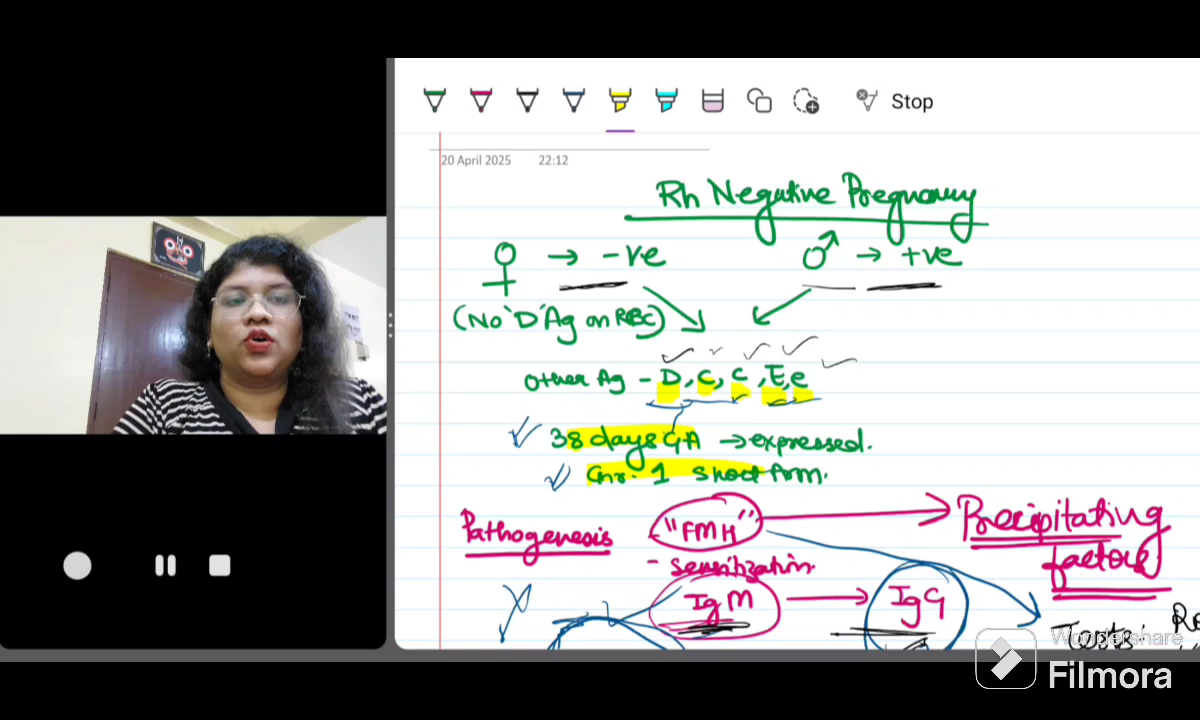 Stop
20 April 2025 22:12
Rh Negative Pregnancy
♀ → -ve ♂ → +ve
(No 'D' Ag on RBC)
Other Ag - D, C, c, E, e
38 days GA → expressed.
Chr. 1 short arm.
Pathogenesis "FMH" → Precipitating
factors
- sensitization.
IgM → IgG
Tests:
Wondershare
Filmora